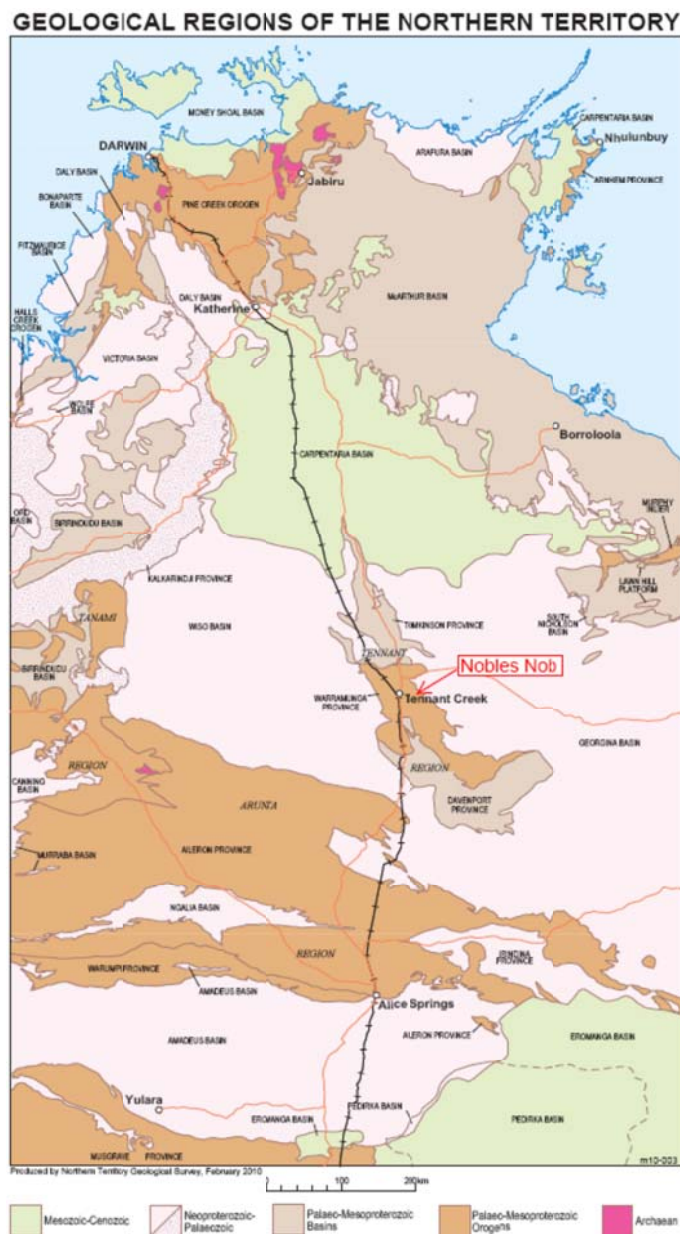 GEOLOGICAL REGIONS OF THE NORTHERN TERRITORY
MONEY SHOAL BASIN
CARPENTARIA BASIN
Nhulunbuy
DARWIN
ARAFURA BASIN
DALY BASIN
BONAPARTE
BASIN
Jabiru
ARNHEM PROVINCE
PINE CREEK OROGEN
FITZMAURICE
BASIN
DALY BASIN
McARTHUR BASIN
HALLS
CREEK
OROGEN
Katherine
VICTORIA BASIN
WOLFE
BASIN
Borroloola
CARPENTARIA BASIN
ORD
BASIN
BIRRINDUDU BASIN
MURPHY
INLIER
KALKARINDJI PROVINCE
LAWN HILL
PLATFORM
TANAMI
WISO BASIN
TOMKINSON PROVINCE
SOUTH
NICHOLSON
BASIN
BIRRINDUDU
BASIN
TENNANT
Nobles Nob
WARRAMUNGA
PROVINCE
Tennant Creek
GEORGINA BASIN
REGION
REGION
CANNING
BASIN
DAVENPORT
PROVINCE
ARUNTA
MURRABA BASIN
AILERON PROVINCE
NGALIA BASIN
REGION
IRINDINA
PROVINCE
WARUMPI PROVINCE
AMADEUS BASIN
Alice Springs
AMADEUS BASIN
ALERON PROVINCE
EROMANGA BASIN
Yulara
PEDIRKA BASIN
EROMANGA BASIN
PEDIRKA BASIN
MUSGRAVE PROVINCE
m10-003
Produced by Northern Territory Geological Survey, February 2010
0 100 200km
Mesozoic-Cenozoic
Neoproterozoic-
Palaeozoic
Palaeo-Mesoproterozoic
Basins
Palaeo-Mesoproterozoic
Orogens
Archaean